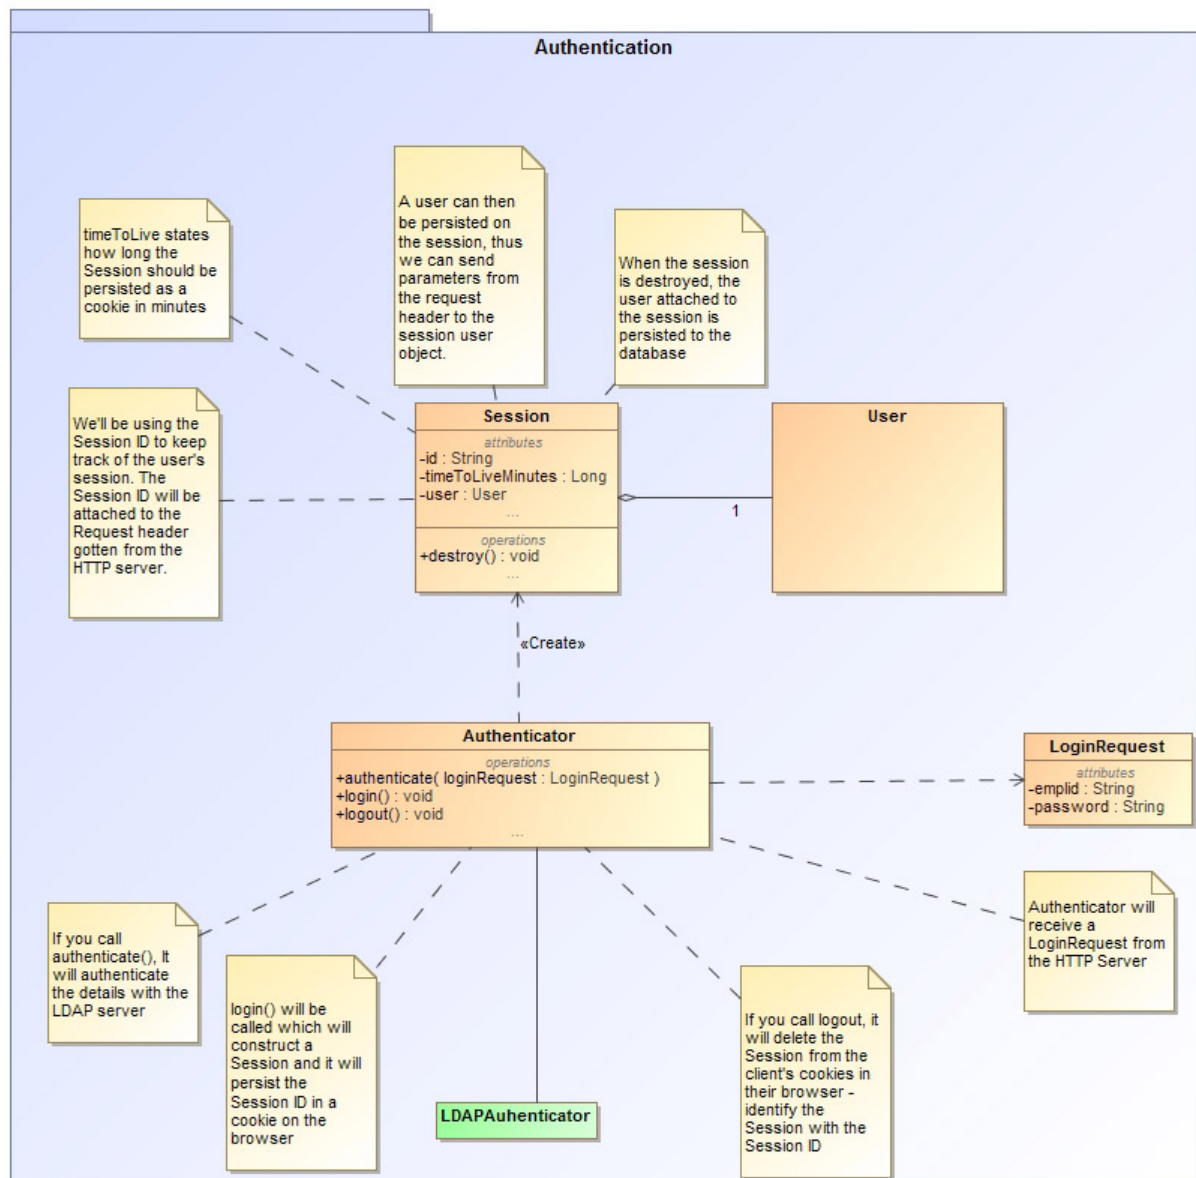 Authentication
timeToLive states
how long the
Session should be
persisted as a
cookie in minutes
A user can then
be persisted on
the session, thus
we can send
parameters from
the request
header to the
session user
object.
When the session
is destroyed, the
user attached to
the session is
persisted to the
database
We'll be using the
Session ID to keep
track of the user's
session. The
Session ID will be
attached to the
Request header
gotten from the
HTTP server.
Session
attributes
-id : String
-timeToLiveMinutes : Long
-user : User
...
operations
+destroy() : void
...
1
User
«Create»
Authenticator
operations
+authenticate( loginRequest : LoginRequest )
+login() : void
+logout() : void
...
LoginRequest
attributes
-emplid : String
-password : String
If you call
authenticate(), It
will authenticate
the details with the
LDAP server
login() will be
called which will
construct a
Session and it will
persist the
Session ID in a
cookie on the
browser
LDAPAuhenticator
If you call logout, it
will delete the
Session from the
client's cookies in
their browser -
identify the
Session with the
Session ID
Authenticator will
receive a
LoginRequest from
the HTTP Server